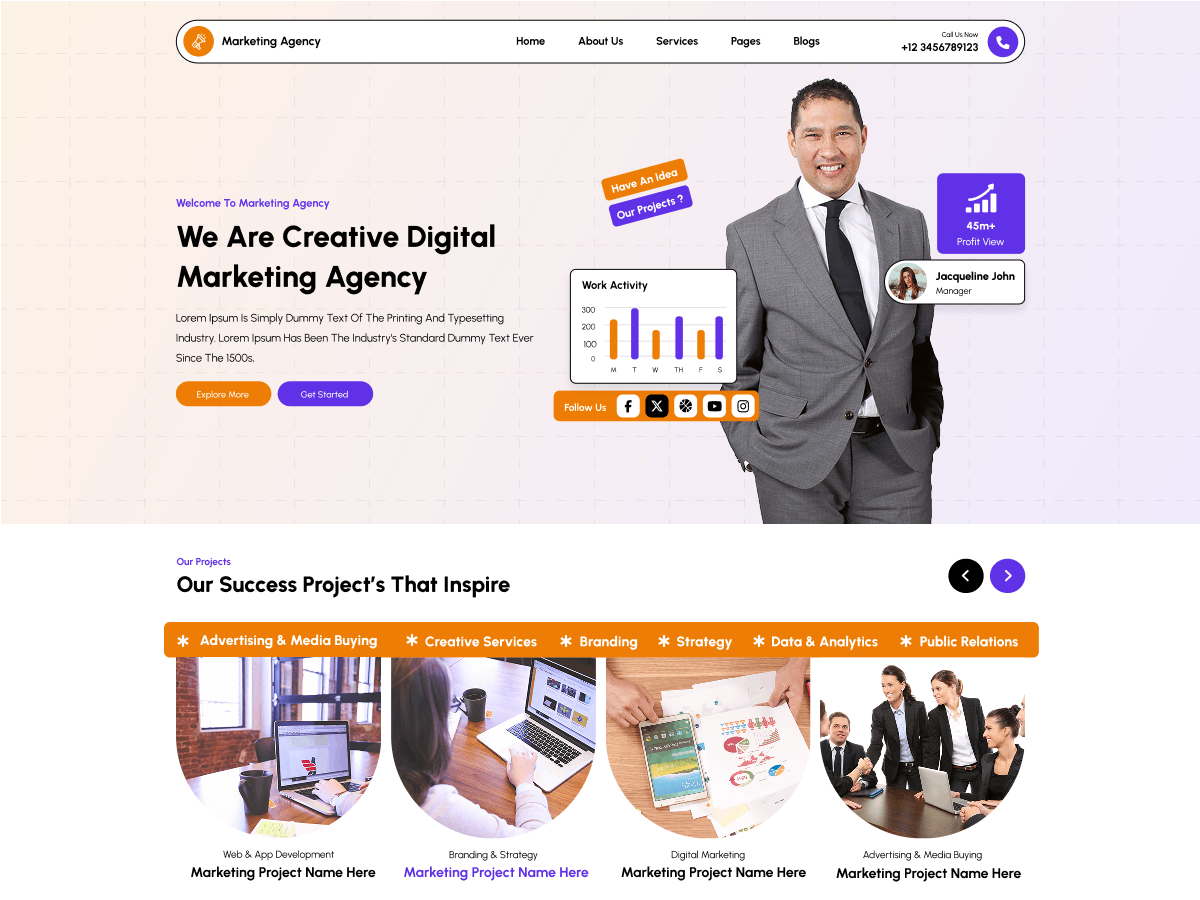 Marketing Agency
Home
About Us
Services
Pages
Blogs
Call Us Now
+12 3456789123
Welcome To Marketing Agency
We Are Creative Digital
Marketing Agency
Lorem Ipsum Is Simply Dummy Text Of The Printing And Typesetting
Industry. Lorem Ipsum Has Been The Industry's Standard Dummy Text Ever
Since The 1500s,
Explore More
Get Started
Have An Idea
Our Projects ?
Work Activity
300
200
100
0
M T W TH F S
Follow Us
45m+
Profit View
Jacqueline John
Manager
Our Projects
Our Success Project’s That Inspire
Advertising & Media Buying
Creative Services
Branding
Strategy
Data & Analytics
Public Relations
Web & App Development
Marketing Project Name Here
Branding & Strategy
Marketing Project Name Here
Digital Marketing
Marketing Project Name Here
Advertising & Media Buying
Marketing Project Name Here